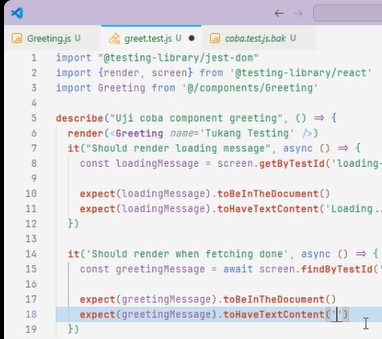 Greeting.js U greet.test.js U coba.test.js.bak U
1 import "@testing-library/jest-dom"
2 import {render, screen} from '@testing-library/react'
3 import Greeting from '@/components/Greeting'
4
5 describe("Uji coba component greeting", () => {
6 render(<Greeting name='Tukang Testing' />)
7 it("Should render loading message", async () => {
8 const loadingMessage = screen.getByTestId('loading-
9
10 expect(loadingMessage).toBeInTheDocument()
11 expect(loadingMessage).toHaveTextContent('Loading..
12 })
13
14 it('Should render when fetching done', async () => {
15 const greetingMessage = await screen.findByTestId('
16
17 expect(greetingMessage).toBeInTheDocument()
18 expect(greetingMessage).toHaveTextContent('')
19 })